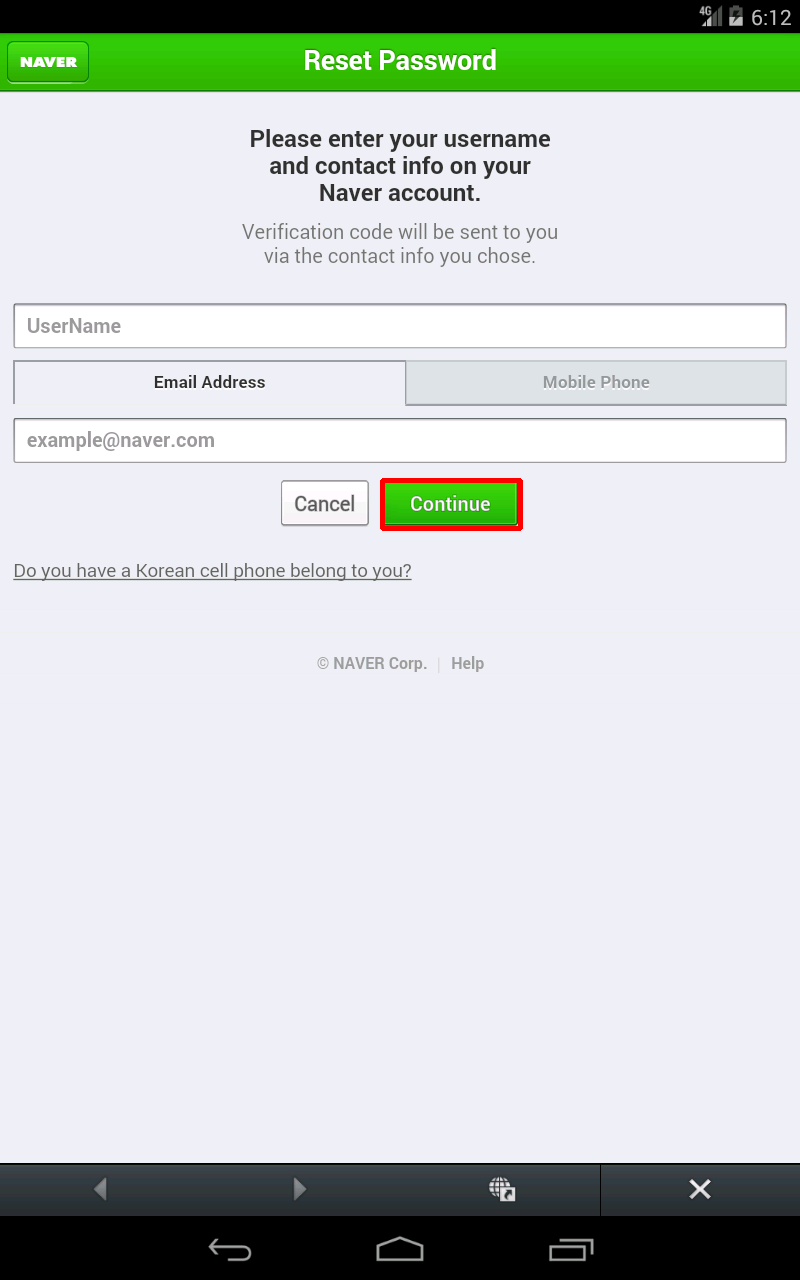 4G 6:12
NAVER Reset Password
Please enter your username
and contact info on your
Naver account.
Verification code will be sent to you
via the contact info you chose.
UserName
Email Address Mobile Phone
example@naver.com
Cancel Continue
Do you have a Korean cell phone belong to you?
© NAVER Corp. | Help